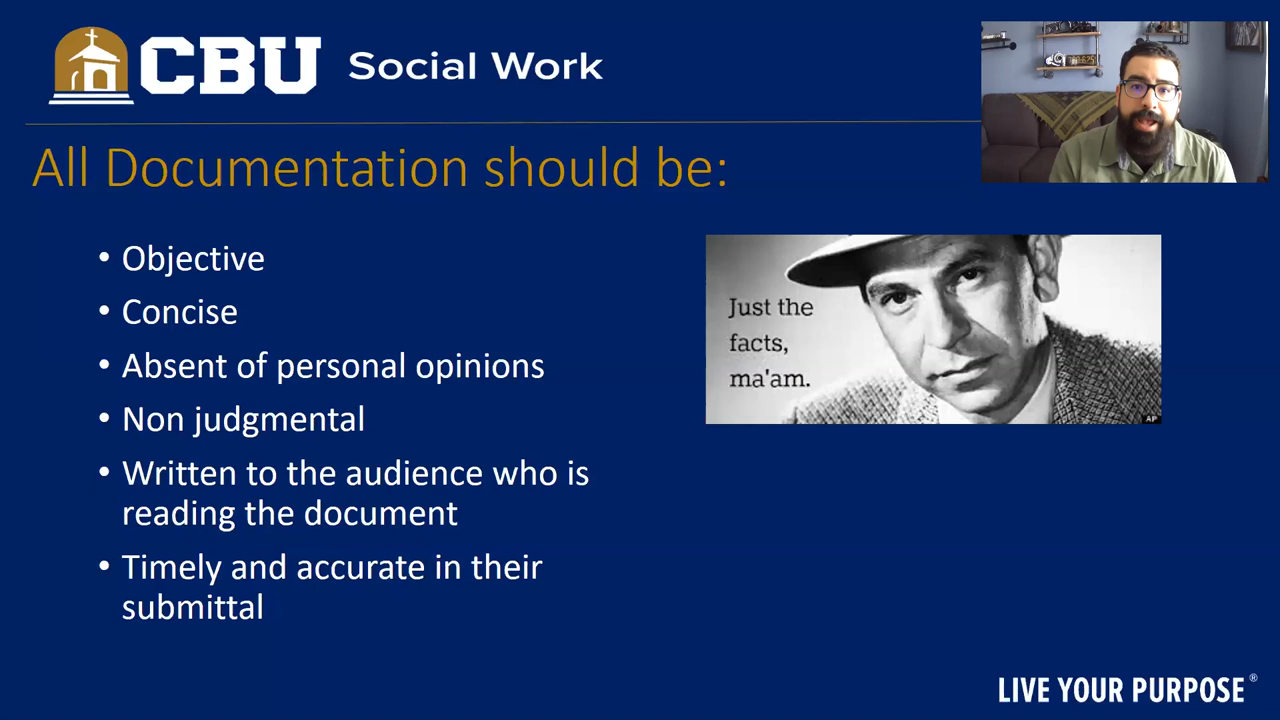 CBU Social Work
All Documentation should be:
• Objective
• Concise
• Absent of personal opinions
• Non judgmental
• Written to the audience who is
reading the document
• Timely and accurate in their
submittal
Just the
facts,
ma'am.
AP
LIVE YOUR PURPOSE®